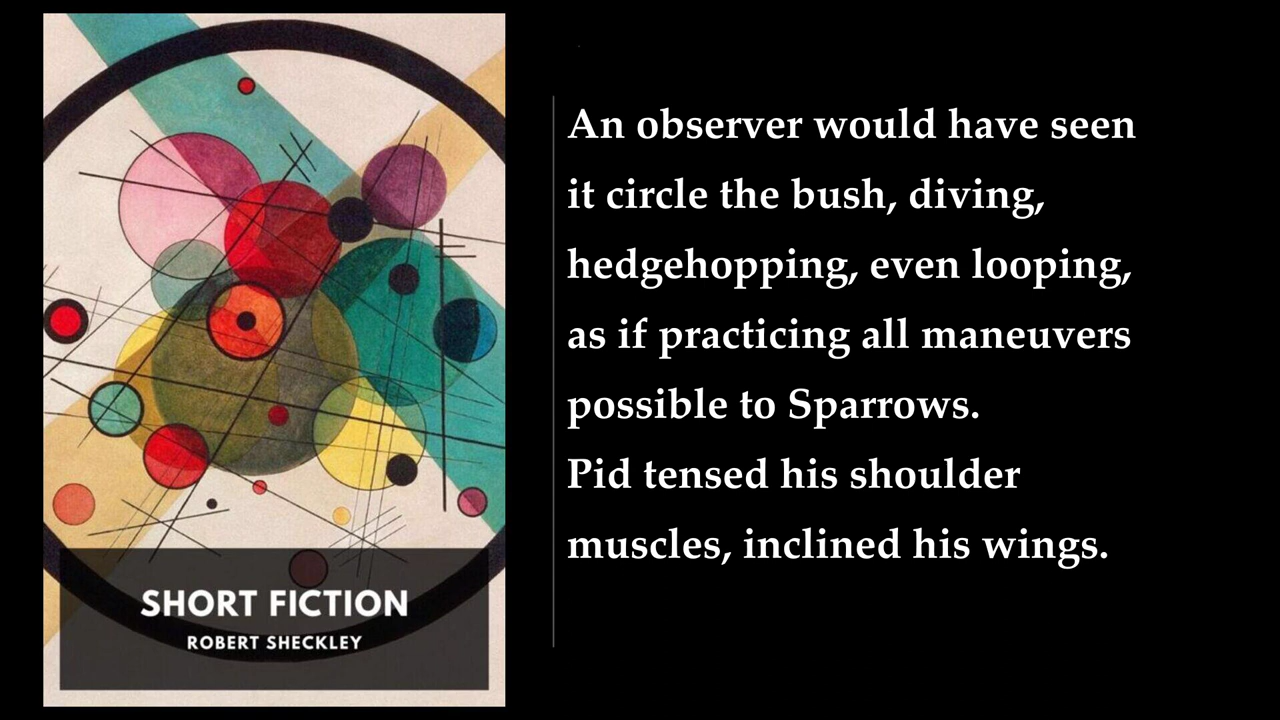 SHORT FICTION
ROBERT SHECKLEY
An observer would have seen
it circle the bush, diving,
hedgehopping, even looping,
as if practicing all maneuvers
possible to Sparrows.
Pid tensed his shoulder
muscles, inclined his wings.